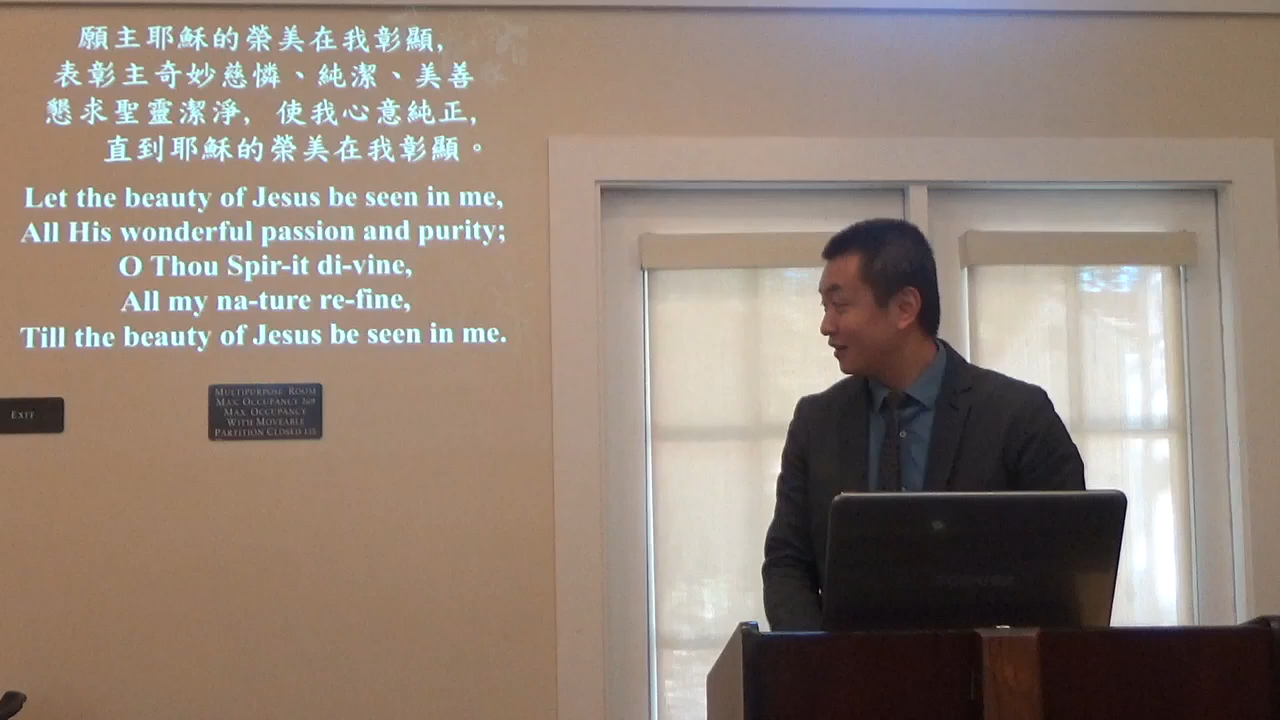 願主耶穌的榮美在我彰顯,
表彰主奇妙慈憐、純潔、美善
懇求聖靈潔淨, 使我心意純正,
直到耶穌的榮美在我彰顯。
Let the beauty of Jesus be seen in me,
All His wonderful passion and purity;
O Thou Spir-it di-vine,
All my na-ture re-fine,
Till the beauty of Jesus be seen in me.
EXIT
MULTIPURPOSE ROOM
MAX. OCCUPANCY
MAX. OCCUPANCY
WITH MOVEABLE
PARTITION CLOSED